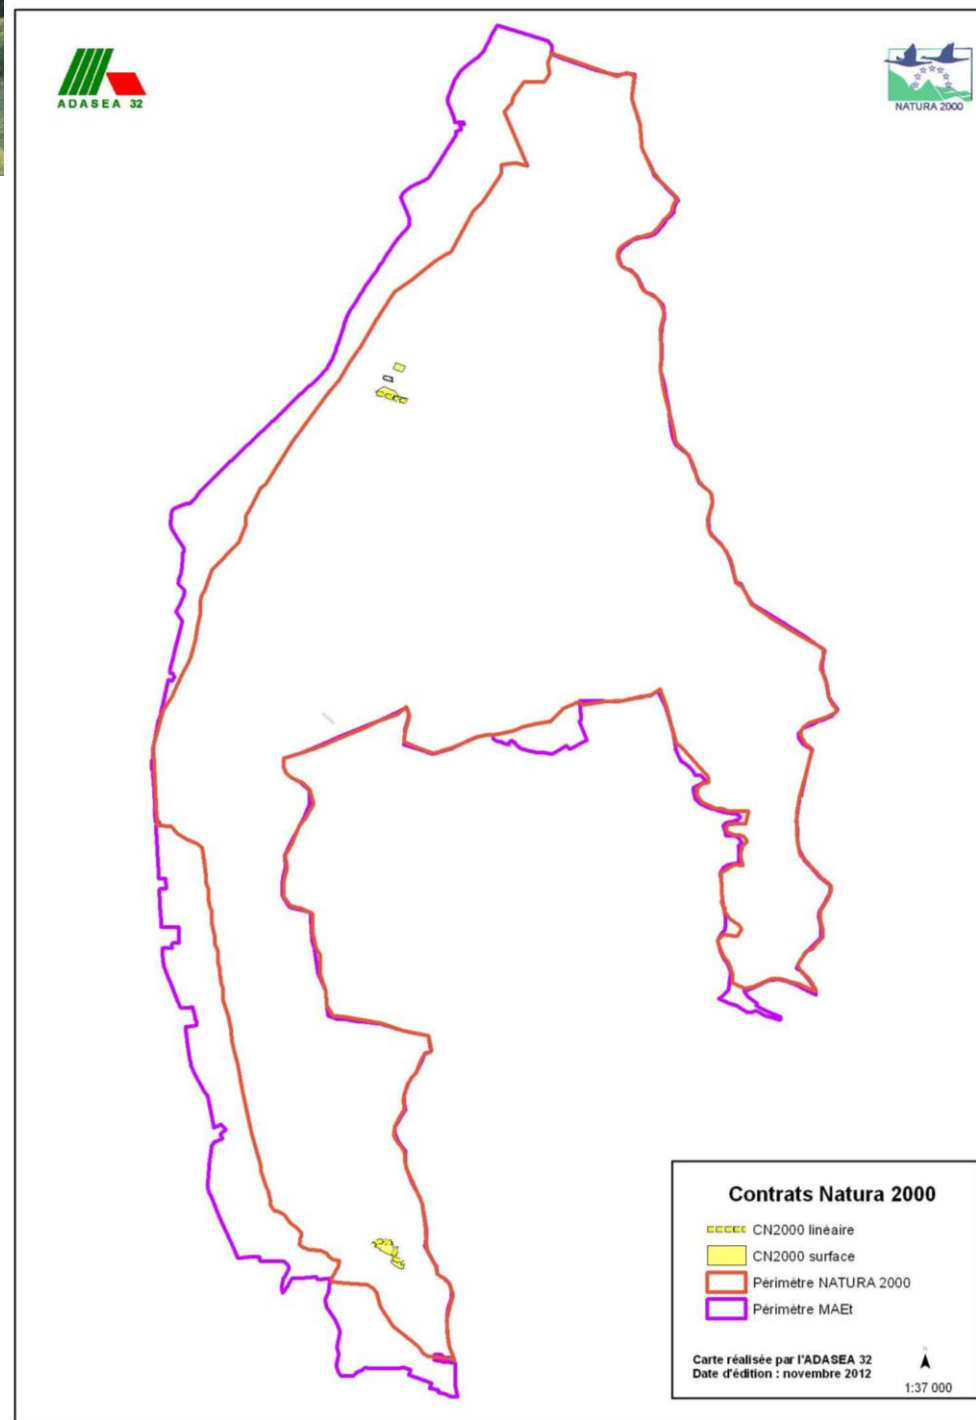 ADASEA 32
NATURA 2000
Contrats Natura 2000
CN2000 linéaire
CN2000 surface
Périmètre NATURA 2000
Périmètre MAEt
Carte réalisée par l'ADASEA 32
Date d'édition : novembre 2012
N
1:37 000